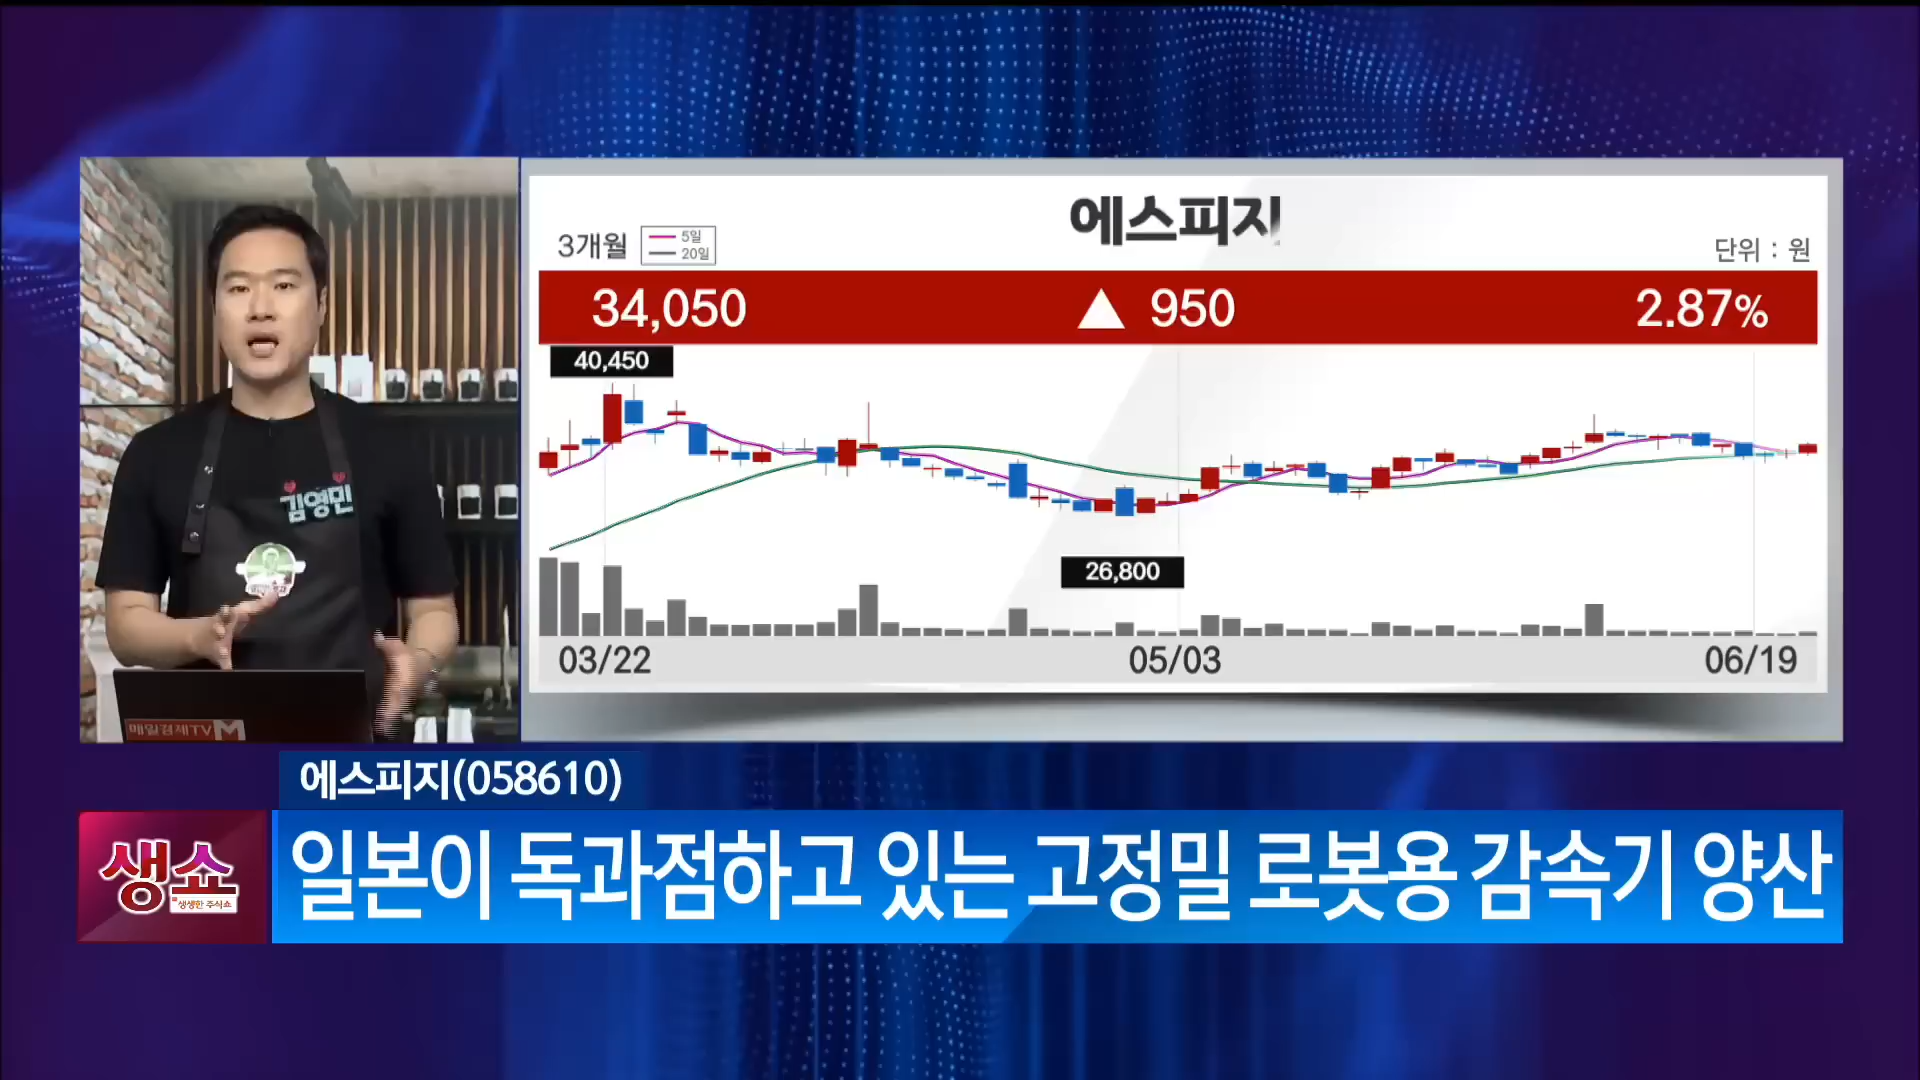 에스피지
3개월
5일
20일
단위 : 원
34,050 ▲ 950 2.87%
40,450
26,800
03/22 05/03 06/19
김영민
매일경제TV M
에스피지(058610)
생쇼
생생한 주식쇼
일본이 독과점하고 있는 고정밀 로봇용 감속기 양산